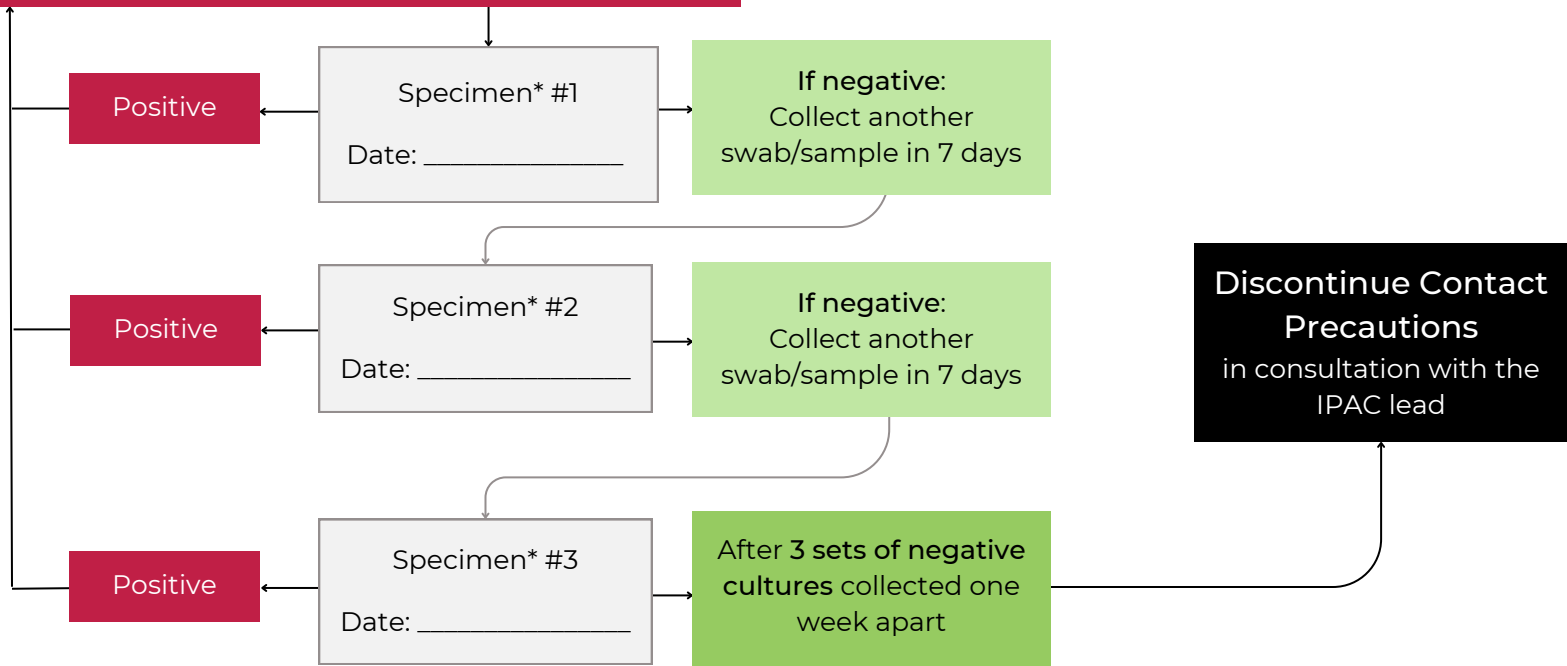 Positive
Specimen* #1
Date: _______________
If negative:
Collect another
swab/sample in 7 days
Positive
Specimen* #2
Date: ________________
If negative:
Collect another
swab/sample in 7 days
Discontinue Contact
Precautions
in consultation with the
IPAC lead
Positive
Specimen* #3
Date: ________________
After 3 sets of negative
cultures collected one
week apart